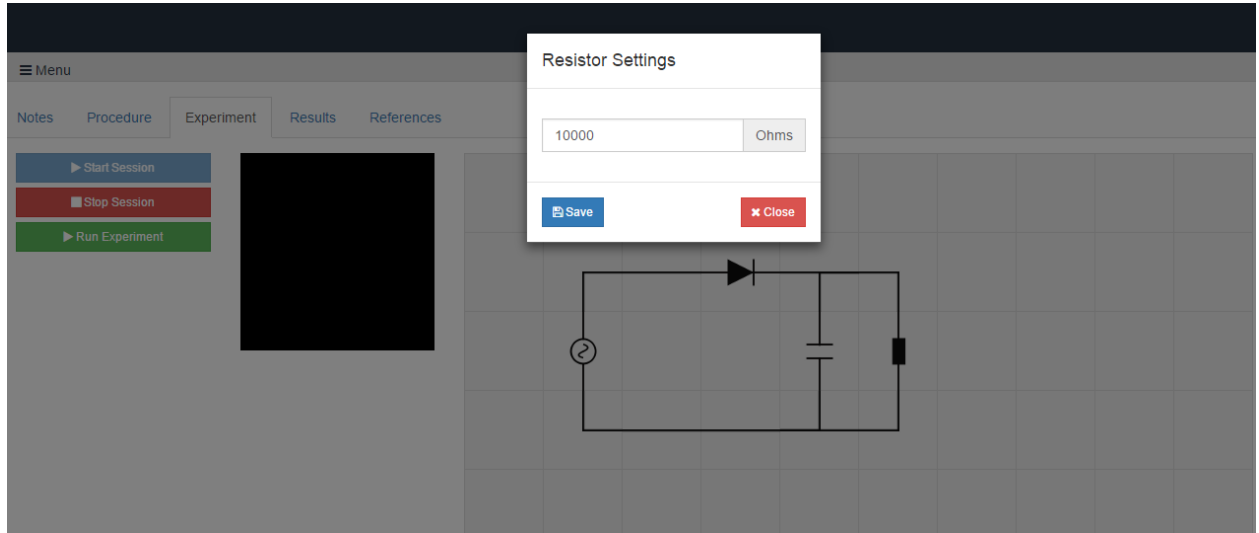 Resistor Settings
Menu
Notes Procedure Experiment Results References
10000 Ohms
Start Session
Stop Session
Run Experiment
Save Close